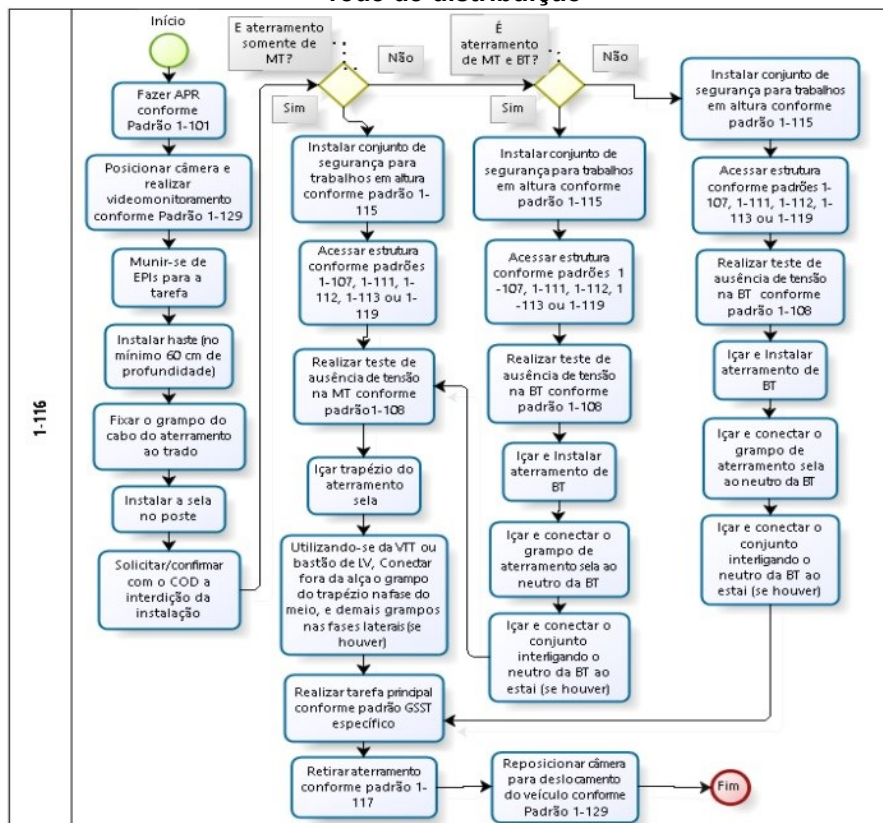 rede de distribuição
1-116
Início
Fazer APR
conforme
Padrão 1-101
Posicionar câmera e
realizar
videomonitoramento
conforme Padrão 1-129
Munir-se de
EPIs para a
tarefa
Instalar haste (no
mínimo 60 cm de
profundidade)
Fixar o grampo do
cabo do aterramento
ao trado
Instalar a sela
no poste
Solicitar/confirmar
com o COD a
interdição da
instalação
E aterramento
somente de
MT?
Não
Sim
Instalar conjunto de
segurança para
trabalhos em altura
conforme padrão 1-
115
Acessar estrutura
conforme padrões
1-107, 1-111, 1-
112, 1-113 ou 1-
119
Realizar teste de
ausência de tensão
na MT conforme
padrão1-108
Içar trapézio do
aterramento
sela
Utilizando-se da VTT ou
bastão de LV, Conectar
fora da alça o grampo
do trapézio na fase do
meio, e demais grampos
nas fases laterais (se
houver)
Realizar tarefa principal
conforme padrão GSST
específico
Retirar aterramento
conforme padrão 1-
117
É
aterramento
de MT e BT?
Não
Sim
Instalar conjunto de
segurança para trabalhos
em altura conforme
padrão 1-115
Acessar estrutura
conforme padrões 1
-107, 1-111, 1-112, 1
-113 ou 1-119
Realizar teste de
ausência de tensão
na BT conforme
padrão 1-108
Içar e Instalar
aterramento de
BT
Içar e conectar o
grampo de
aterramento sela ao
neutro da BT
Içar e conectar o
conjunto
interligando o
neutro da BT ao
estai (se houver)
Instalar conjunto de
segurança para trabalhos
em altura conforme
padrão 1-115
Acessar estrutura
conforme padrões 1-
107, 1-111, 1-112, 1-
113 ou 1-119
Realizar teste de
ausência de tensão
na BT conforme
padrão 1-108
Içar e Instalar
aterramento de
BT
Içar e conectar o
grampo de
aterramento sela
ao neutro da BT
Içar e conectar o
conjunto
interligando o
neutro da BT ao
estai (se houver)
Reposicionar câmera
para deslocamento
do veículo conforme
Padrão 1-129
Fim